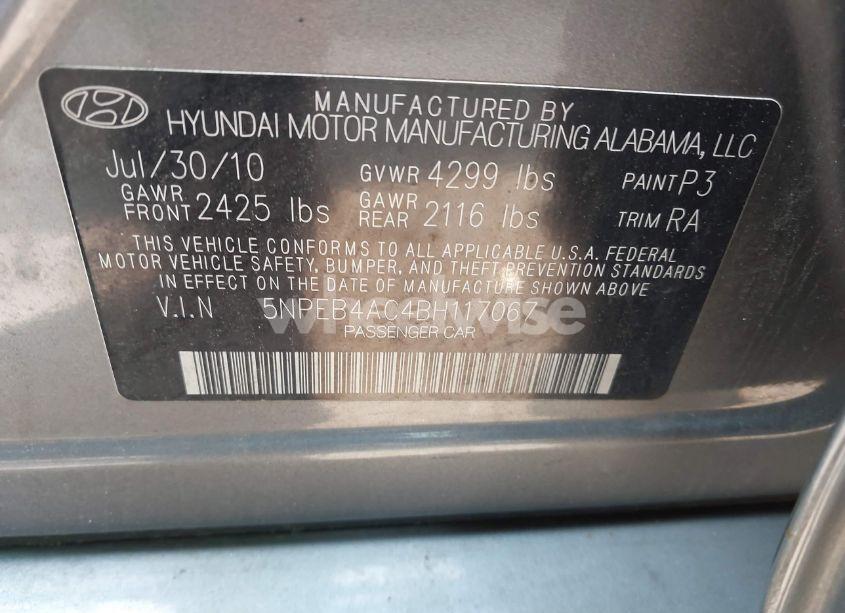 MANUFACTURED BY
HYUNDAI MOTOR MANUFACTURING ALABAMA, LLC
Jul/30/10 GVWR 4299 lbs PAINT P3
GAWR FRONT 2425 lbs GAWR REAR 2116 lbs TRIM RA
THIS VEHICLE CONFORMS TO ALL APPLICABLE U.S.A. FEDERAL
MOTOR VEHICLE SAFETY, BUMPER, AND THEFT PREVENTION STANDARDS
IN EFFECT ON THE DATE OF MANUFACTURE SHOWN ABOVE
V.I.N
PASSENGER CAR